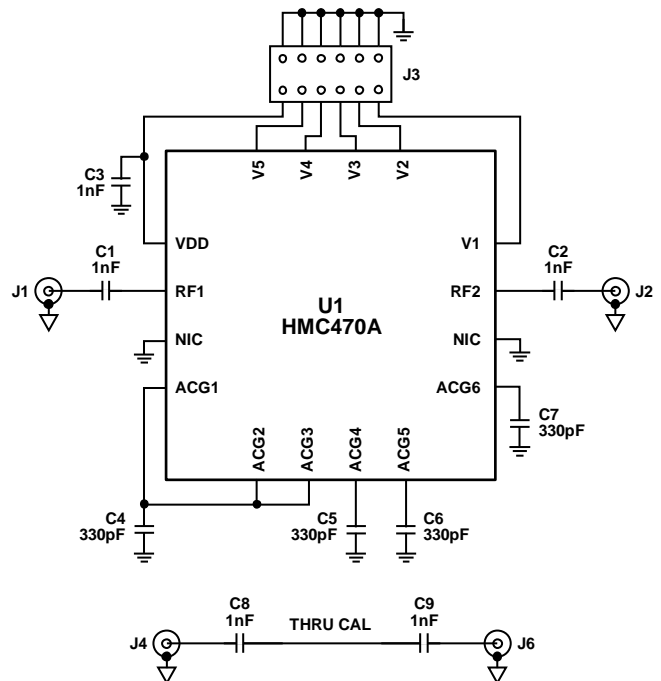 J3
V5
V4
V3
V2
C3
1nF
VDD
V1
C1
1nF
C2
1nF
J1
RF1
RF2
J2
U1
HMC470A
NIC
NIC
ACG1
ACG6
C7
330pF
ACG2
ACG3
ACG4
ACG5
C4
330pF
C5
330pF
C6
330pF
C8
1nF
THRU CAL
C9
1nF
J4
J6